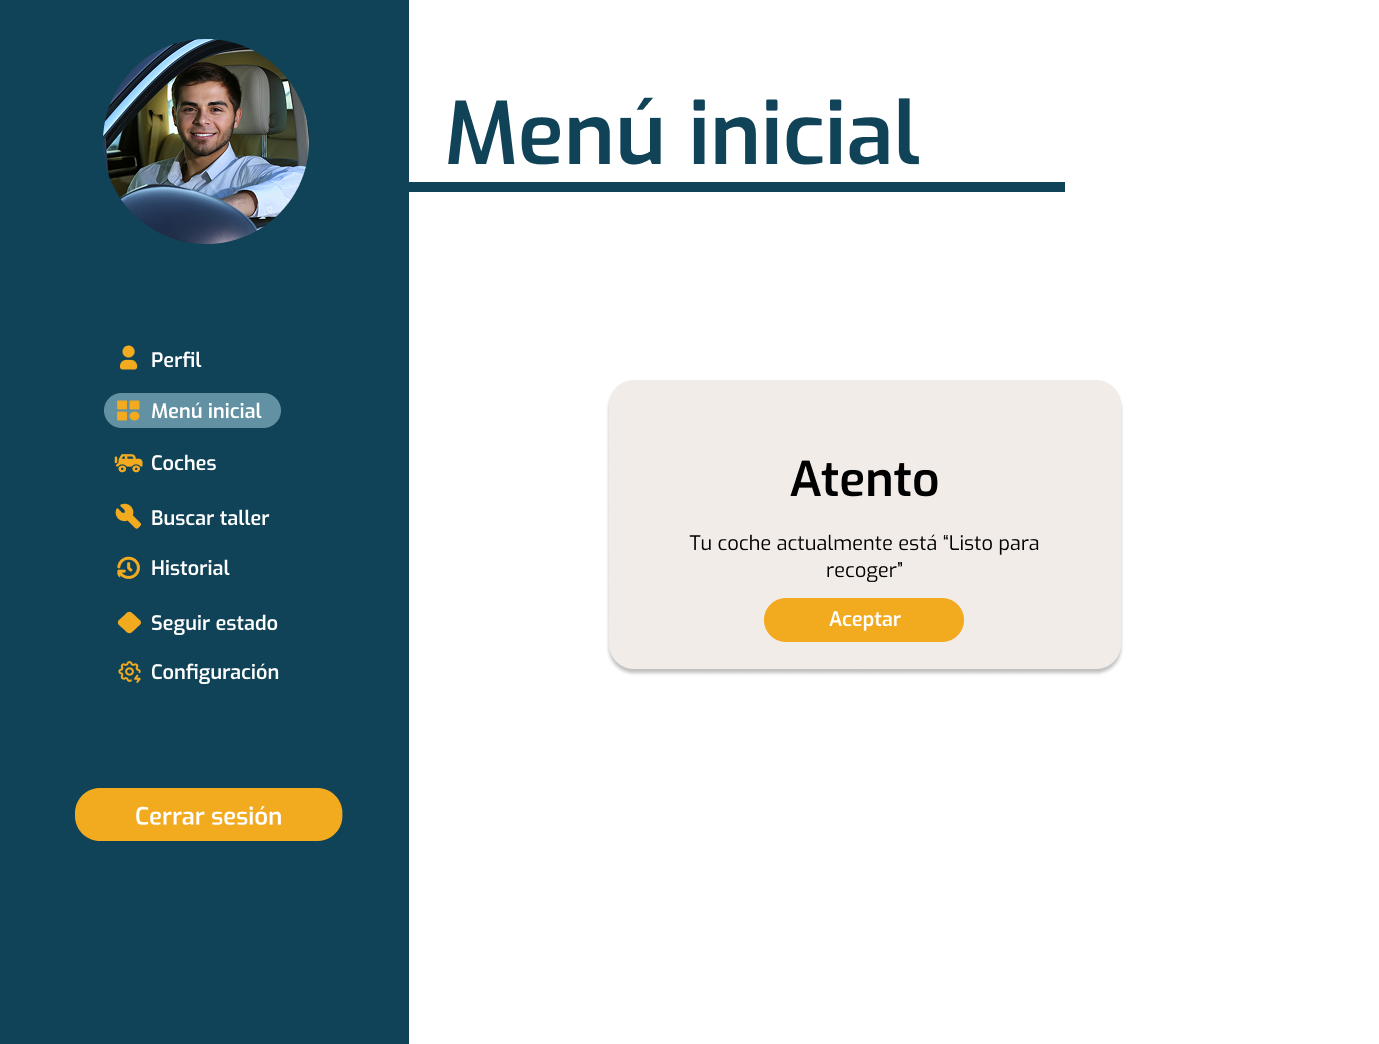 Menú inicial
Perfil
Menú inicial
Coches
Buscar taller
Historial
Seguir estado
Configuración
Cerrar sesión
Atento
Tu coche actualmente está “Listo para
recoger”
Aceptar